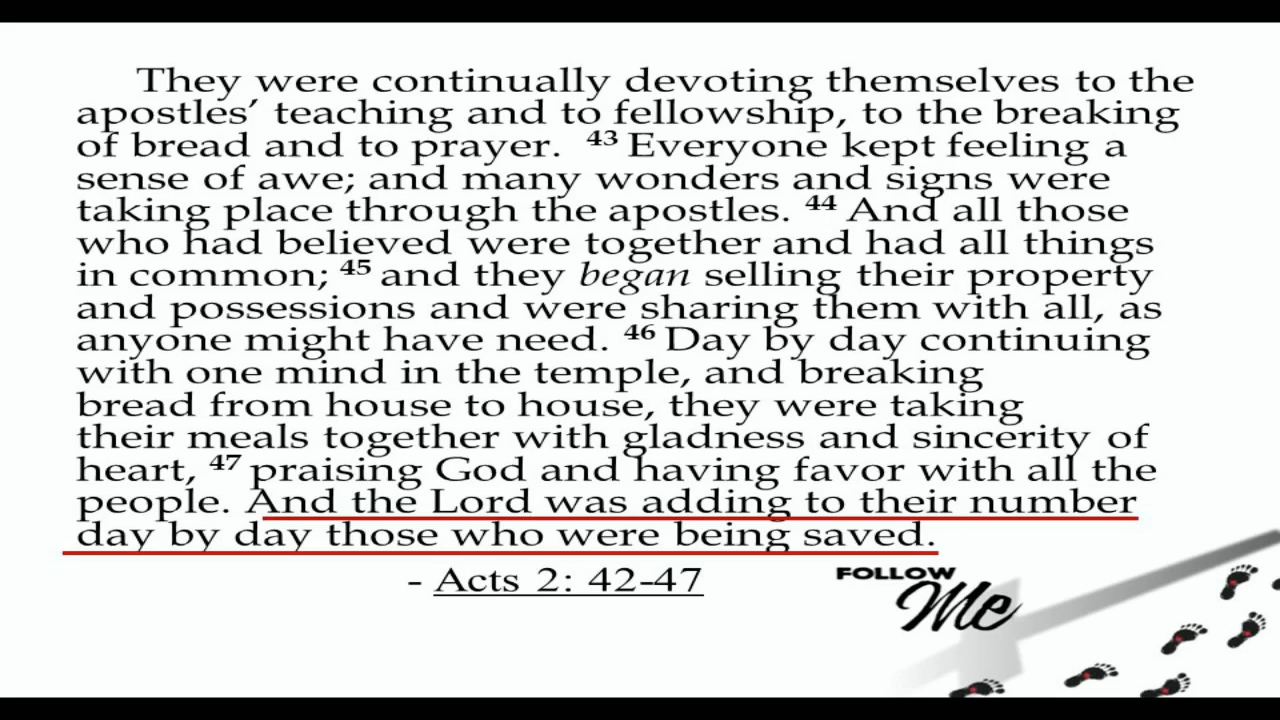 They were continually devoting themselves to the
apostles’ teaching and to fellowship, to the breaking
of bread and to prayer. 43 Everyone kept feeling a
sense of awe; and many wonders and signs were
taking place through the apostles. 44 And all those
who had believed were together and had all things
in common; 45 and they began selling their property
and possessions and were sharing them with all, as
anyone might have need. 46 Day by day continuing
with one mind in the temple, and breaking
bread from house to house, they were taking
their meals together with gladness and sincerity of
heart, 47 praising God and having favor with all the
people. And the Lord was adding to their number
day by day those who were being saved.
- Acts 2: 42-47
FOLLOW
Me